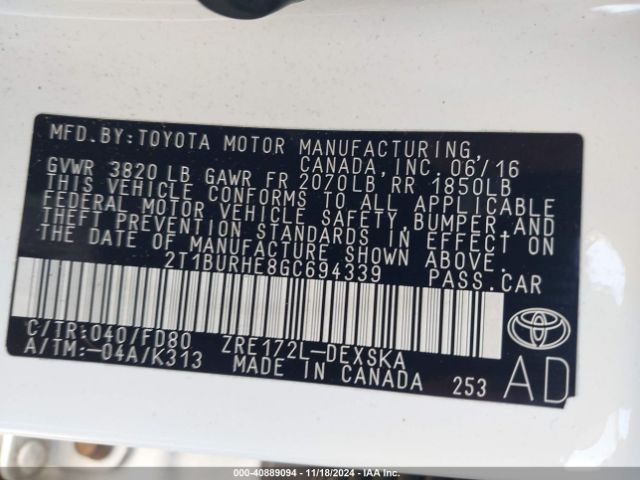 MFD.BY:TOYOTA MOTOR MANUFACTURING,
CANADA,INC. 06/16
GVWR 3820 LB GAWR FR 2070LB RR 1850LB
THIS VEHICLE CONFORMS TO ALL APPLICABLE
FEDERAL MOTOR VEHICLE SAFETY,BUMPER,AND
THEFT PREVENTION STANDARDS IN EFFECT ON
THE DATE OF MANUFACTURE SHOWN ABOVE.
2T1BURHE8GC694339 PASS.CAR
C/TR:040/FD80 ZRE172L-DEXSKA
A/TM:-04A/K313 MADE IN CANADA 253 AD
000-40889094 | 11/18/2024 - IAA Inc.